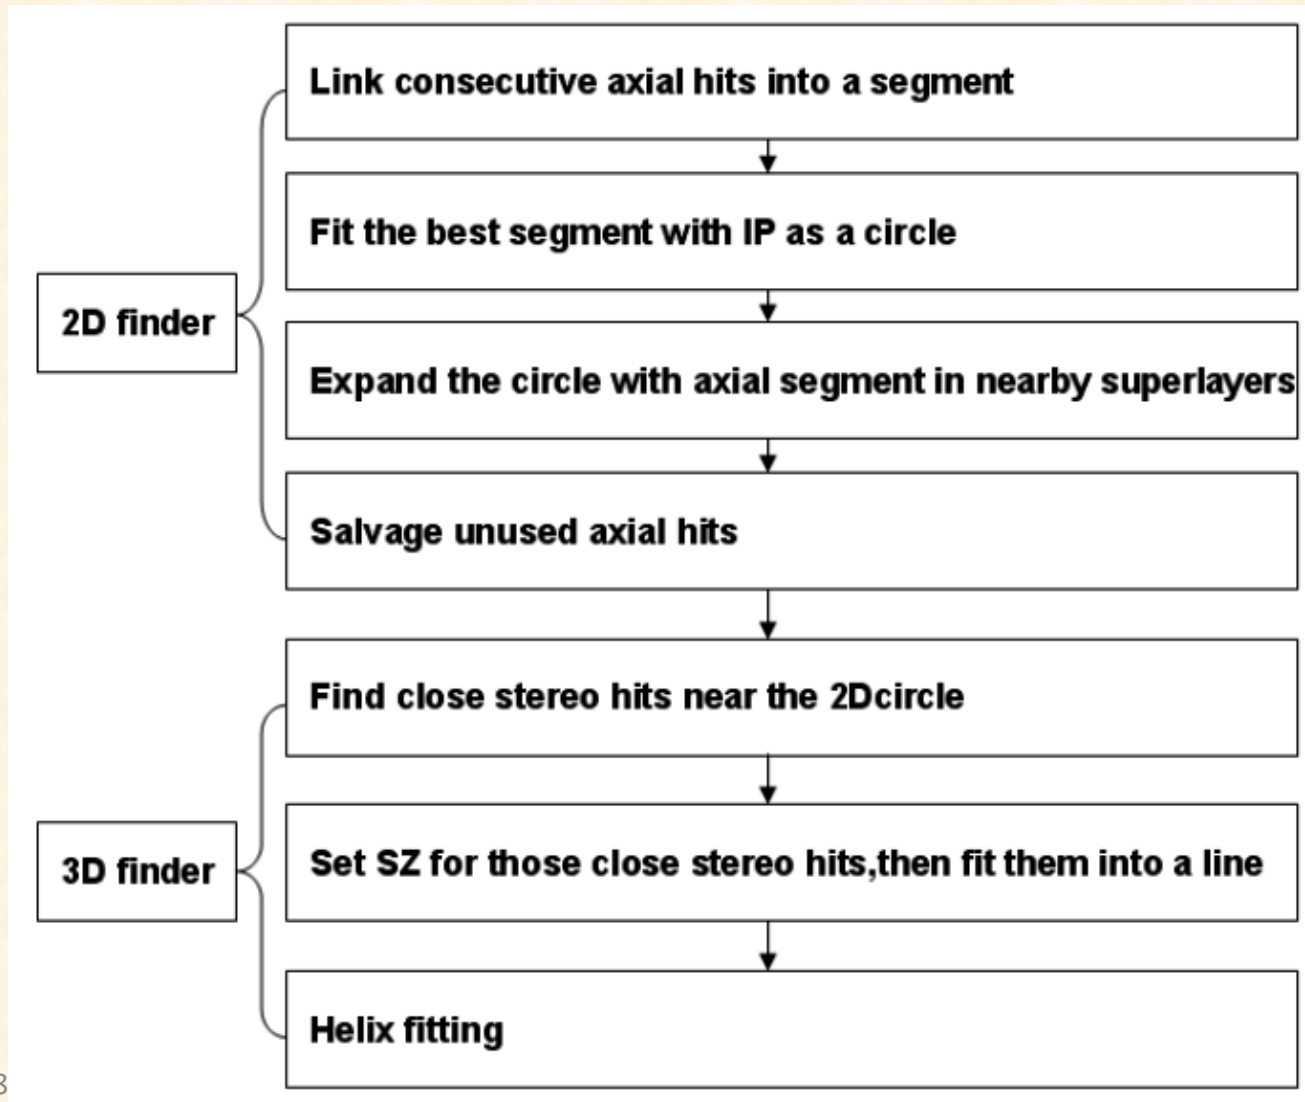 Link consecutive axial hits into a segment
Fit the best segment with IP as a circle
2D finder
Expand the circle with axial segment in nearby superlayers
Salvage unused axial hits
Find close stereo hits near the 2Dcircle
3D finder
Set SZ for those close stereo hits,then fit them into a line
Helix fitting
8